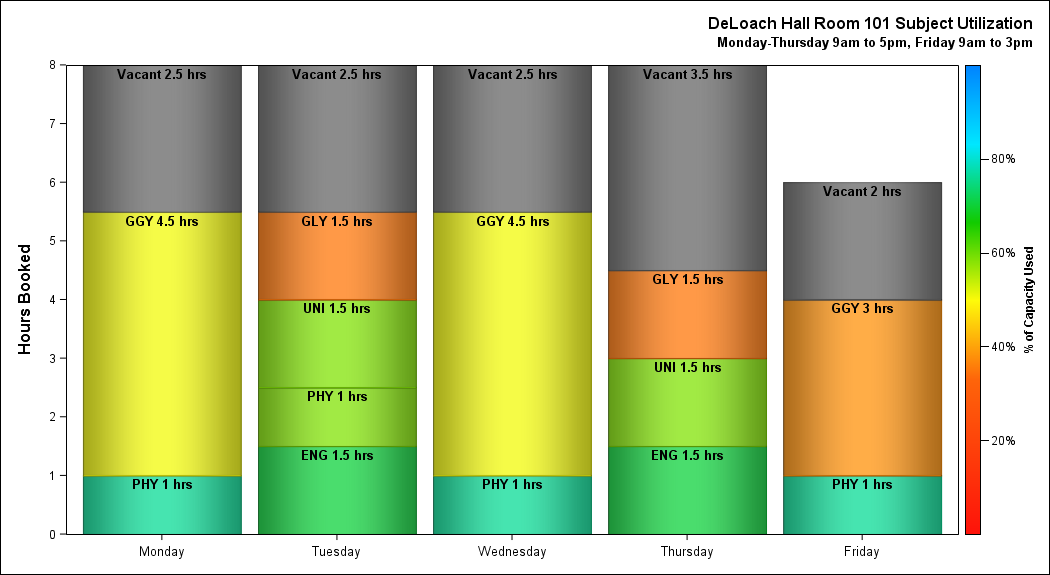 DeLoach Hall Room 101 Subject Utilization
Monday-Thursday 9am to 5pm, Friday 9am to 3pm
Hours Booked
8
7
6
5
4
3
2
1
0
Vacant 2.5 hrs
GGY 4.5 hrs
PHY 1 hrs
Vacant 2.5 hrs
GLY 1.5 hrs
UNI 1.5 hrs
PHY 1 hrs
ENG 1.5 hrs
Vacant 2.5 hrs
GGY 4.5 hrs
PHY 1 hrs
Vacant 3.5 hrs
GLY 1.5 hrs
UNI 1.5 hrs
ENG 1.5 hrs
Vacant 2 hrs
GGY 3 hrs
PHY 1 hrs
Monday
Tuesday
Wednesday
Thursday
Friday
80%
60%
40%
20%
% of Capacity Used